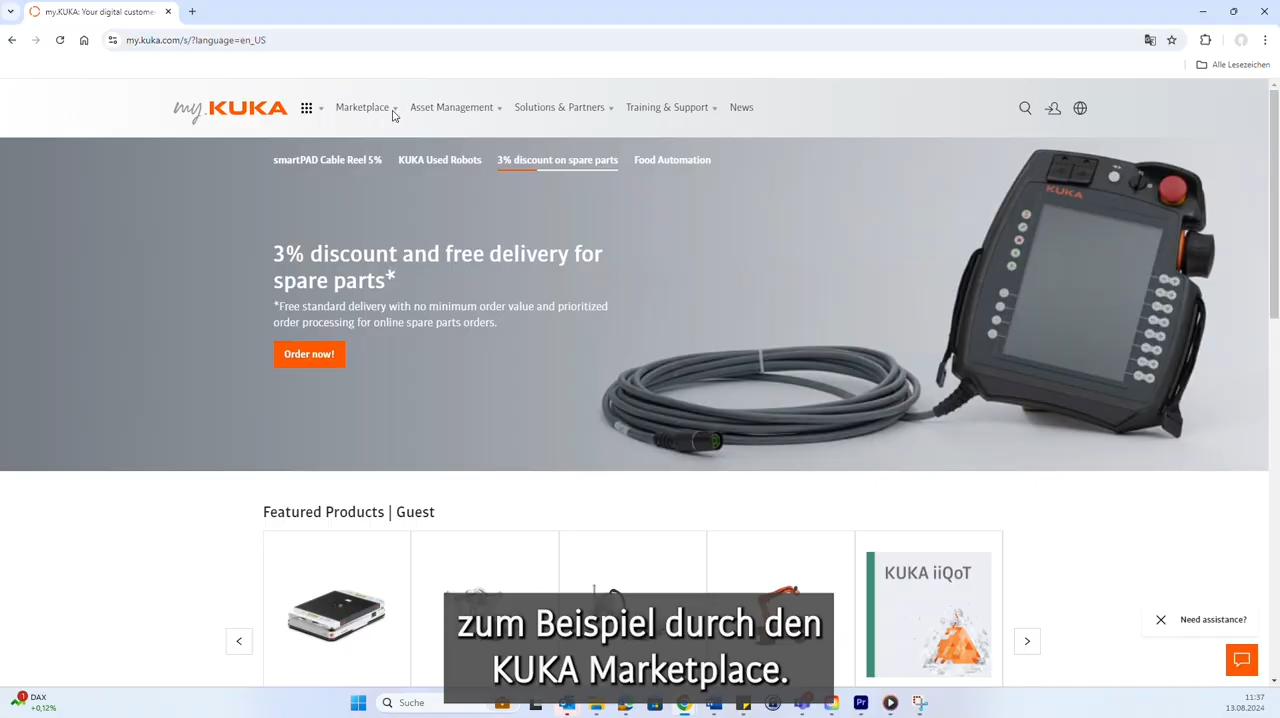 my.KUKA: Your digital custome
my.kuka.com/s/?language=en_US
Alle Lesezeichen
my.KUKA
Marketplace
Asset Management
Solutions & Partners
Training & Support
News
smartPAD Cable Reel 5%
KUKA Used Robots
3% discount on spare parts
Food Automation
KUKA
3% discount and free delivery for
spare parts*
*Free standard delivery with no minimum order value and prioritized
order processing for online spare parts orders.
Order now!
Featured Products | Guest
KUKA iiQoT
Need assistance?
zum Beispiel durch den
KUKA Marketplace.
1
DAX
+0,12%
Suche
Pr
11:37
13.08.2024